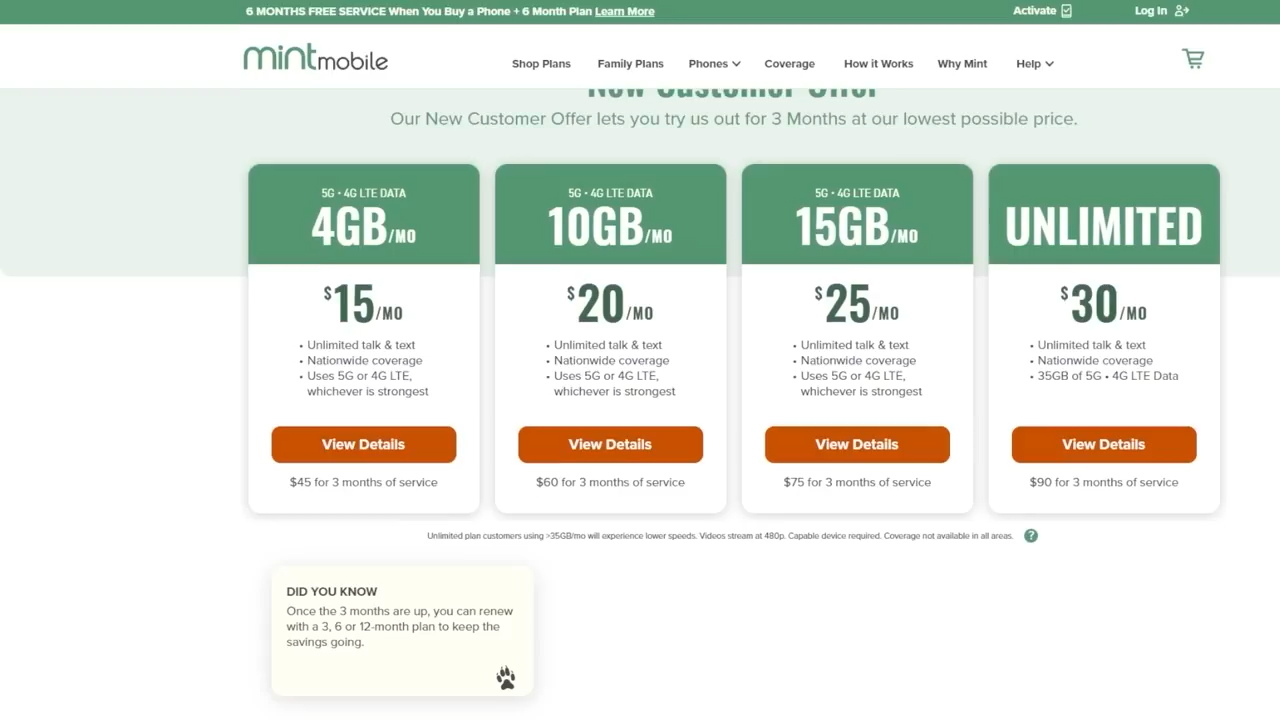 6 MONTHS FREE SERVICE When You Buy a Phone + 6 Month Plan Learn More
Activate
Log In
mintmobile
Shop Plans
Family Plans
Phones
Coverage
How it Works
Why Mint
Help
New Customer Offer
Our New Customer Offer lets you try us out for 3 Months at our lowest possible price.
5G • 4G LTE DATA
4GB/MO
$15/MO
• Unlimited talk & text
• Nationwide coverage
• Uses 5G or 4G LTE,
whichever is strongest
View Details
$45 for 3 months of service
5G • 4G LTE DATA
10GB/MO
$20/MO
• Unlimited talk & text
• Nationwide coverage
• Uses 5G or 4G LTE,
whichever is strongest
View Details
$60 for 3 months of service
5G • 4G LTE DATA
15GB/MO
$25/MO
• Unlimited talk & text
• Nationwide coverage
• Uses 5G or 4G LTE,
whichever is strongest
View Details
$75 for 3 months of service
UNLIMITED
$30/MO
• Unlimited talk & text
• Nationwide coverage
• 35GB of 5G • 4G LTE Data
View Details
$90 for 3 months of service
Unlimited plan customers using >35GB/mo will experience lower speeds. Videos stream at 480p. Capable device required. Coverage not available in all areas. ?
DID YOU KNOW
Once the 3 months are up, you can renew
with a 3, 6 or 12-month plan to keep the
savings going.